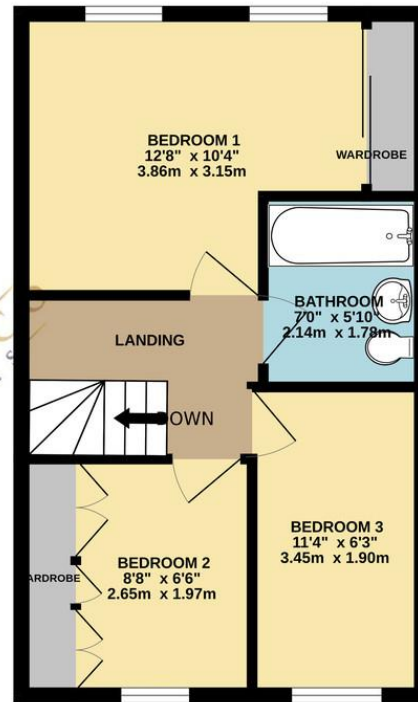 BEDROOM 1
12'8" x 10'4"
3.86m x 3.15m
WARDROBE
BATHROOM
7'0" x 5'10"
2.14m x 1.78m
LANDING
DOWN
BEDROOM 3
11'4" x 6'3"
3.45m x 1.90m
BEDROOM 2
8'8" x 6'6"
2.65m x 1.97m
ARDROBE